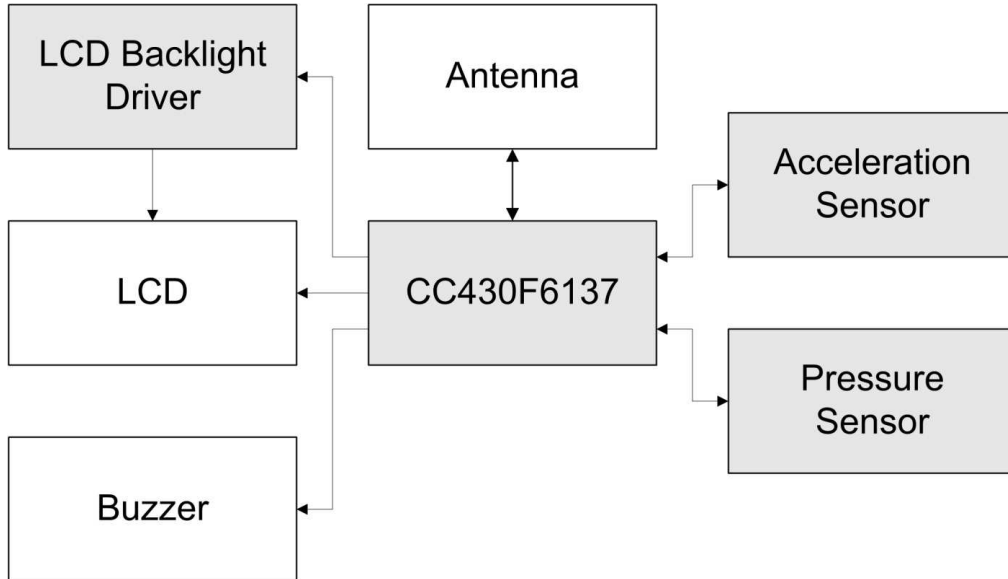 LCD Backlight
Driver
Antenna
Acceleration
Sensor
LCD
CC430F6137
Pressure
Sensor
Buzzer